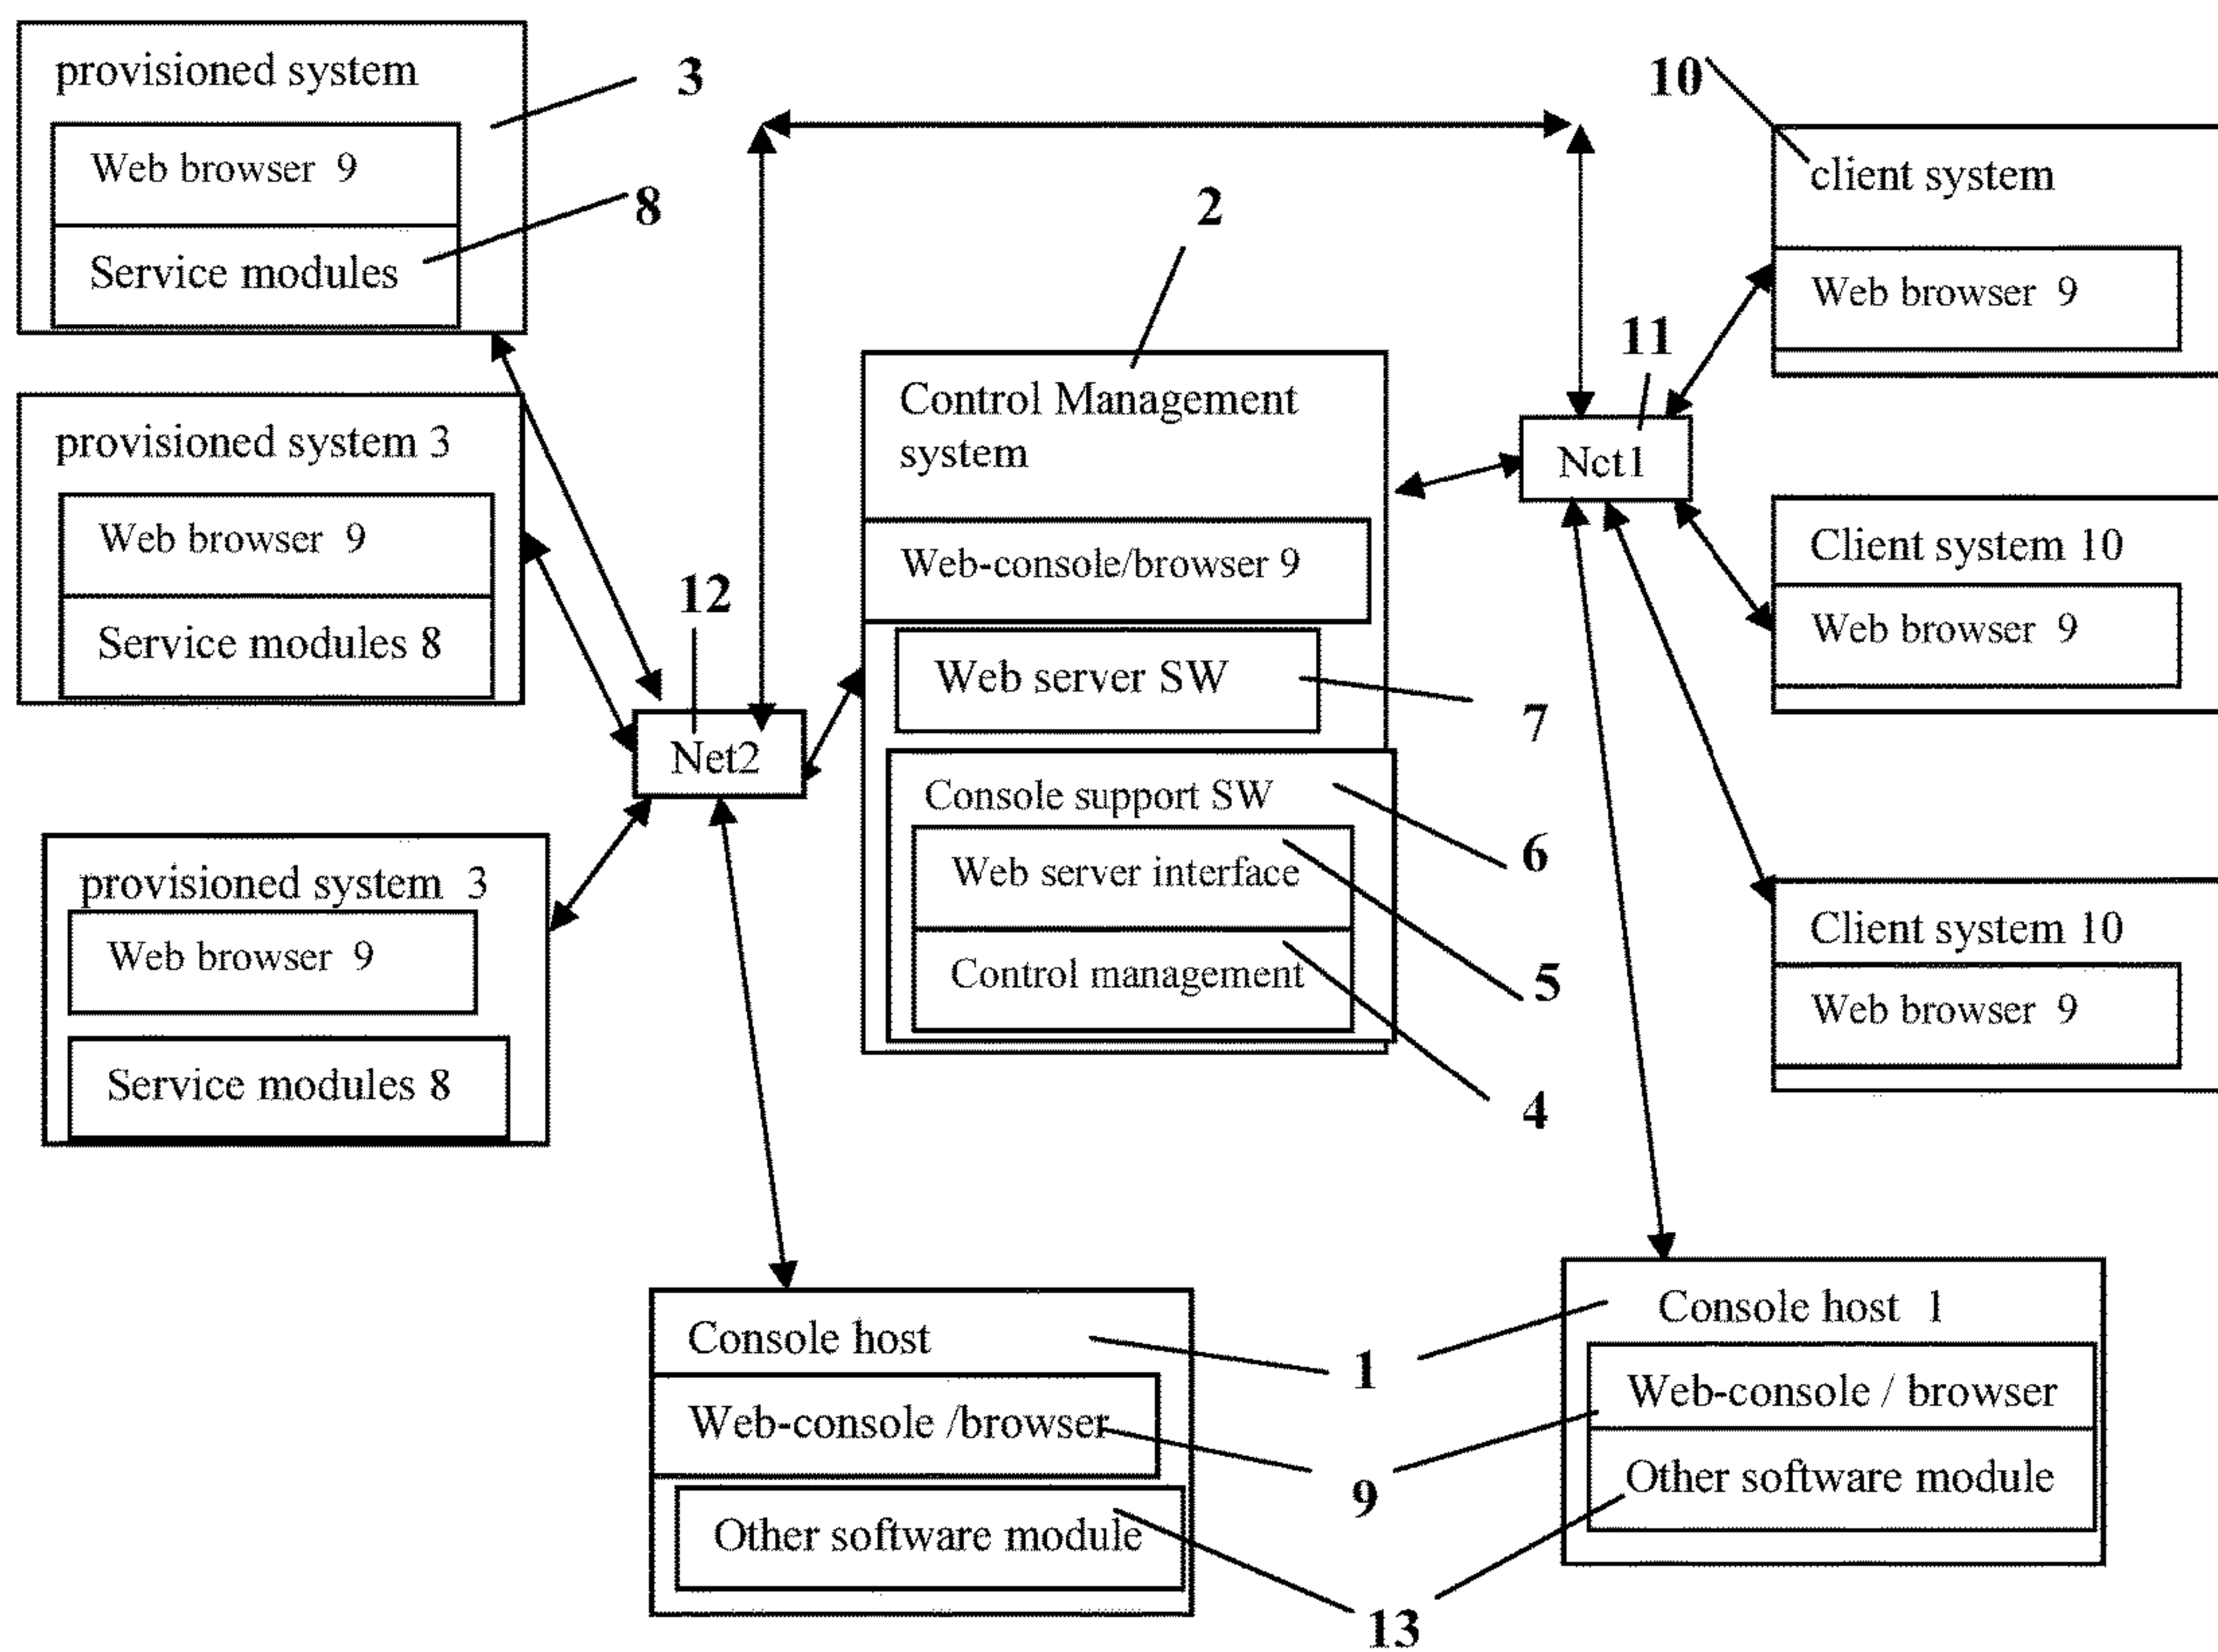 provisioned system
3
Web browser 9
8
Service modules
provisioned system 3
Web browser 9
Service modules 8
provisioned system 3
Web browser 9
Service modules 8
12
Net2
2
Control Management
system
Web-console/browser 9
Web server SW
7
Console support SW
6
Web server interface
5
Control management
4
10
client system
Web browser 9
11
Net1
Client system 10
Web browser 9
Client system 10
Web browser 9
Console host
1
Web-console /browser
9
Other software module
13
Console host 1
Web-console / browser
Other software module